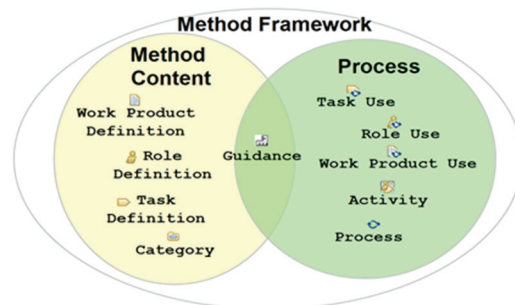 Method Framework
Method
Content
Work Product
Definition
Role
Definition
Task
Definition
Category
Guidance
Process
Task Use
Role Use
Work Product Use
Activity
Process